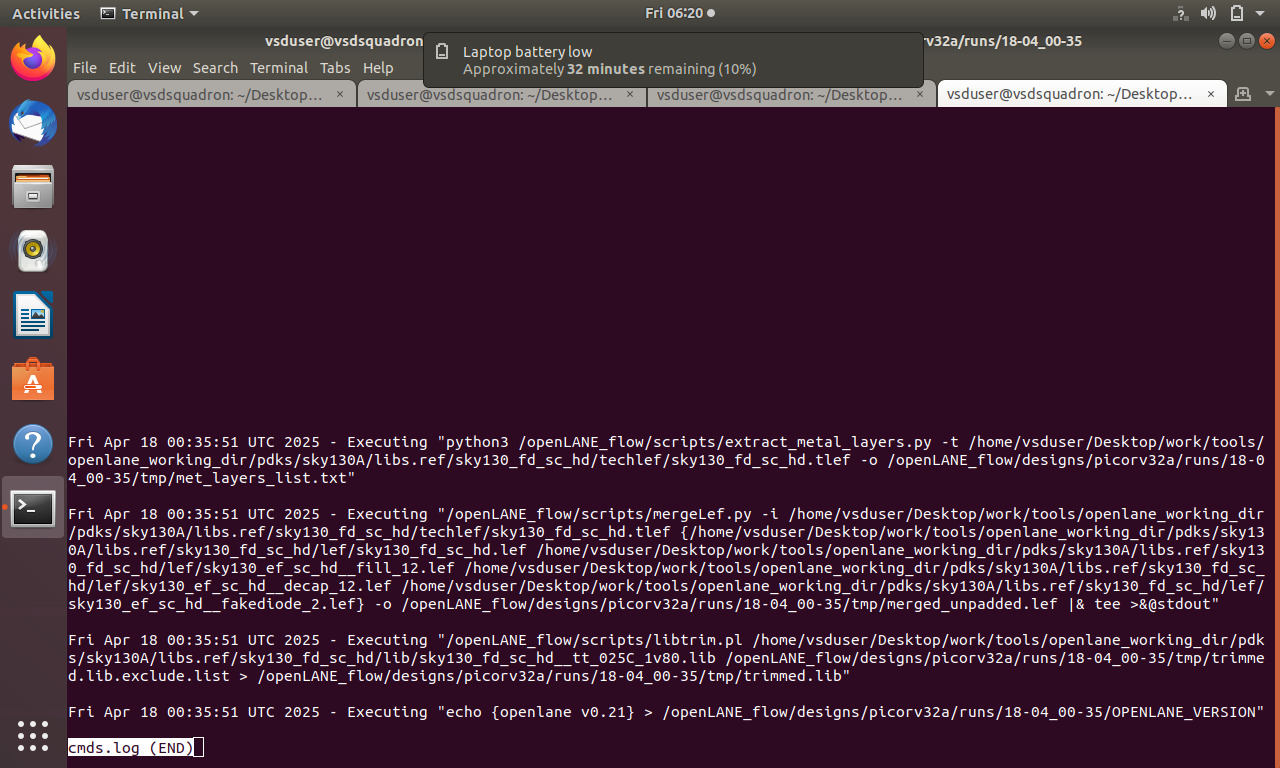 Activities Terminal Fri 06:20
vsduser@vsdsquadron rv32a/runs/18-04_00-35
Laptop battery low
File Edit View Search Terminal Tabs Help
Approximately 32 minutes remaining (10%)
vsduser@vsdsquadron: ~/Desktop… × vsduser@vsdsquadron: ~/Desktop… × vsduser@vsdsquadron: ~/Desktop… × vsduser@vsdsquadron: ~/Desktop… ×
Fri Apr 18 00:35:51 UTC 2025 - Executing "python3 /openLANE_flow/scripts/extract_metal_layers.py -t /home/vsduser/Desktop/work/tools/
openlane_working_dir/pdks/sky130A/libs.ref/sky130_fd_sc_hd/techlef/sky130_fd_sc_hd.tlef -o /openLANE_flow/designs/picorv32a/runs/18-0
4_00-35/tmp/met_layers_list.txt"
Fri Apr 18 00:35:51 UTC 2025 - Executing "/openLANE_flow/scripts/mergeLef.py -i /home/vsduser/Desktop/work/tools/openlane_working_dir
/pdks/sky130A/libs.ref/sky130_fd_sc_hd/techlef/sky130_fd_sc_hd.tlef {/home/vsduser/Desktop/work/tools/openlane_working_dir/pdks/sky13
0A/libs.ref/sky130_fd_sc_hd/lef/sky130_fd_sc_hd.lef /home/vsduser/Desktop/work/tools/openlane_working_dir/pdks/sky130A/libs.ref/sky13
0_fd_sc_hd/lef/sky130_ef_sc_hd__fill_12.lef /home/vsduser/Desktop/work/tools/openlane_working_dir/pdks/sky130A/libs.ref/sky130_fd_sc_
hd/lef/sky130_ef_sc_hd__decap_12.lef /home/vsduser/Desktop/work/tools/openlane_working_dir/pdks/sky130A/libs.ref/sky130_fd_sc_hd/lef/
sky130_ef_sc_hd__fakediode_2.lef} -o /openLANE_flow/designs/picorv32a/runs/18-04_00-35/tmp/merged_unpadded.lef |& tee >&@stdout"
Fri Apr 18 00:35:51 UTC 2025 - Executing "/openLANE_flow/scripts/libtrim.pl /home/vsduser/Desktop/work/tools/openlane_working_dir/pdk
s/sky130A/libs.ref/sky130_fd_sc_hd/lib/sky130_fd_sc_hd__tt_025C_1v80.lib /openLANE_flow/designs/picorv32a/runs/18-04_00-35/tmp/trimme
d.lib.exclude.list > /openLANE_flow/designs/picorv32a/runs/18-04_00-35/tmp/trimmed.lib"
Fri Apr 18 00:35:51 UTC 2025 - Executing "echo {openlane v0.21} > /openLANE_flow/designs/picorv32a/runs/18-04_00-35/OPENLANE_VERSION"
cmds.log (END)